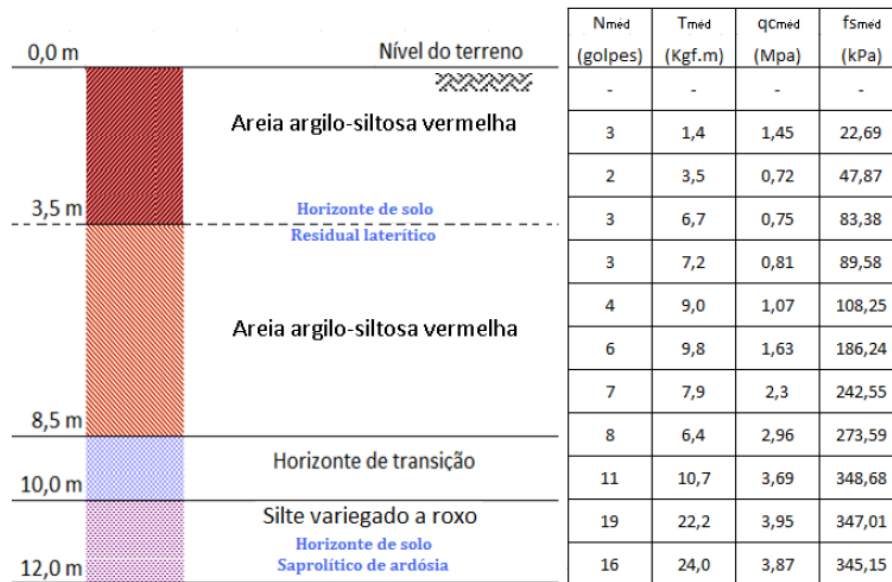 0,0 m
Nível do terreno
Areia argilo-siltosa vermelha
3,5 m
Horizonte de solo
Residual laterítico
Areia argilo-siltosa vermelha
8,5 m
Horizonte de transição
10,0 m
Silte variegado a roxo
Horizonte de solo
Saprolítico de ardósia
12,0 m
Nméd Tméd qcméd fsméd
(golpes) (Kgf.m) (Mpa) (kPa)
- - - -
3 1,4 1,45 22,69
2 3,5 0,72 47,87
3 6,7 0,75 83,38
3 7,2 0,81 89,58
4 9,0 1,07 108,25
6 9,8 1,63 186,24
7 7,9 2,3 242,55
8 6,4 2,96 273,59
11 10,7 3,69 348,68
19 22,2 3,95 347,01
16 24,0 3,87 345,15